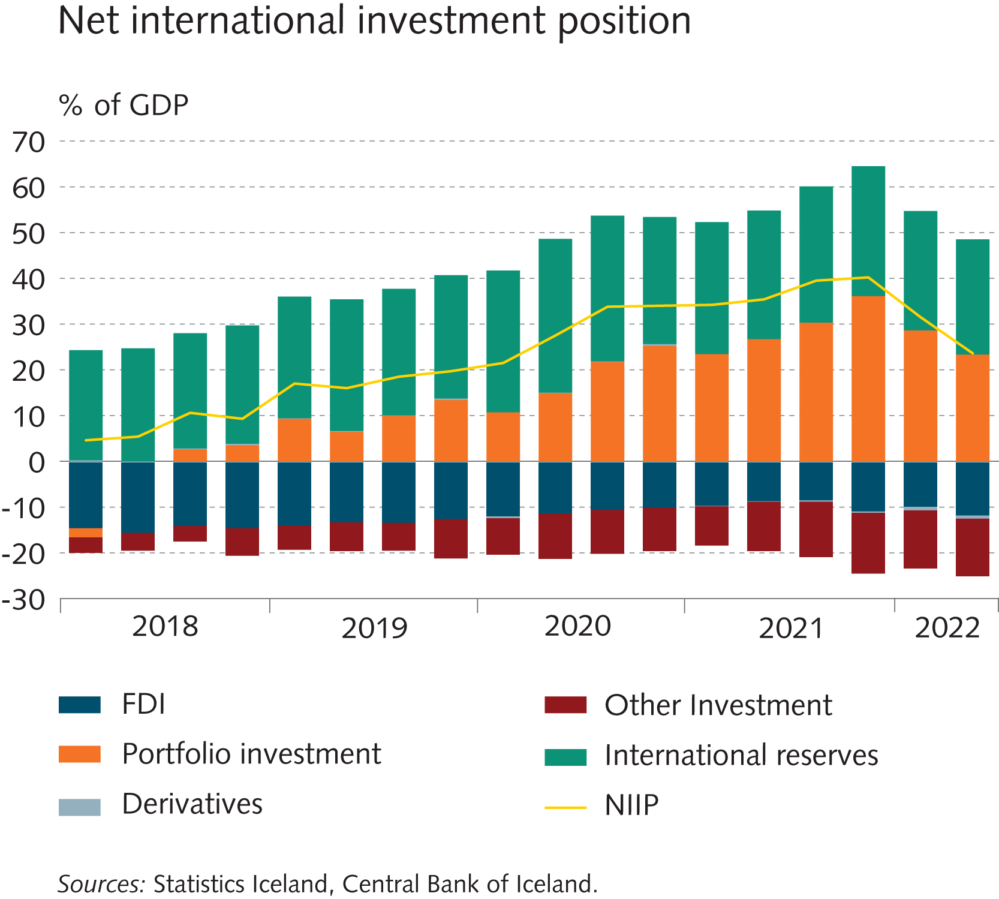 Net international investment position
% of GDP
70
60
50
40
30
20
10
0
-10
-20
-30
2018 2019 2020 2021 2022
FDI
Portfolio investment
Derivatives
Other Investment
International reserves
NIIP
Sources: Statistics Iceland, Central Bank of Iceland.